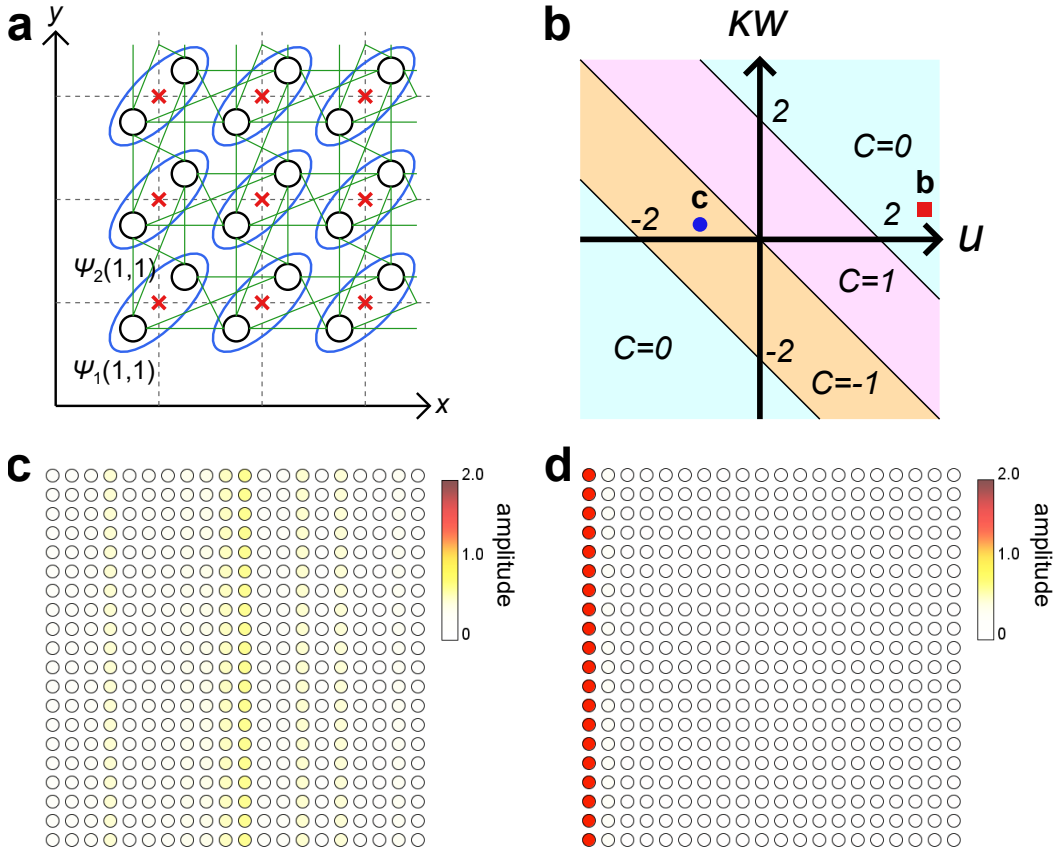 a
y
ψ2(1,1)
ψ1(1,1)
x
b
κw
2
C=0
c
b
-2
2
u
C=1
C=0
-2
C=-1
c
2.0
1.0
0
amplitude
d
2.0
1.0
0
amplitude